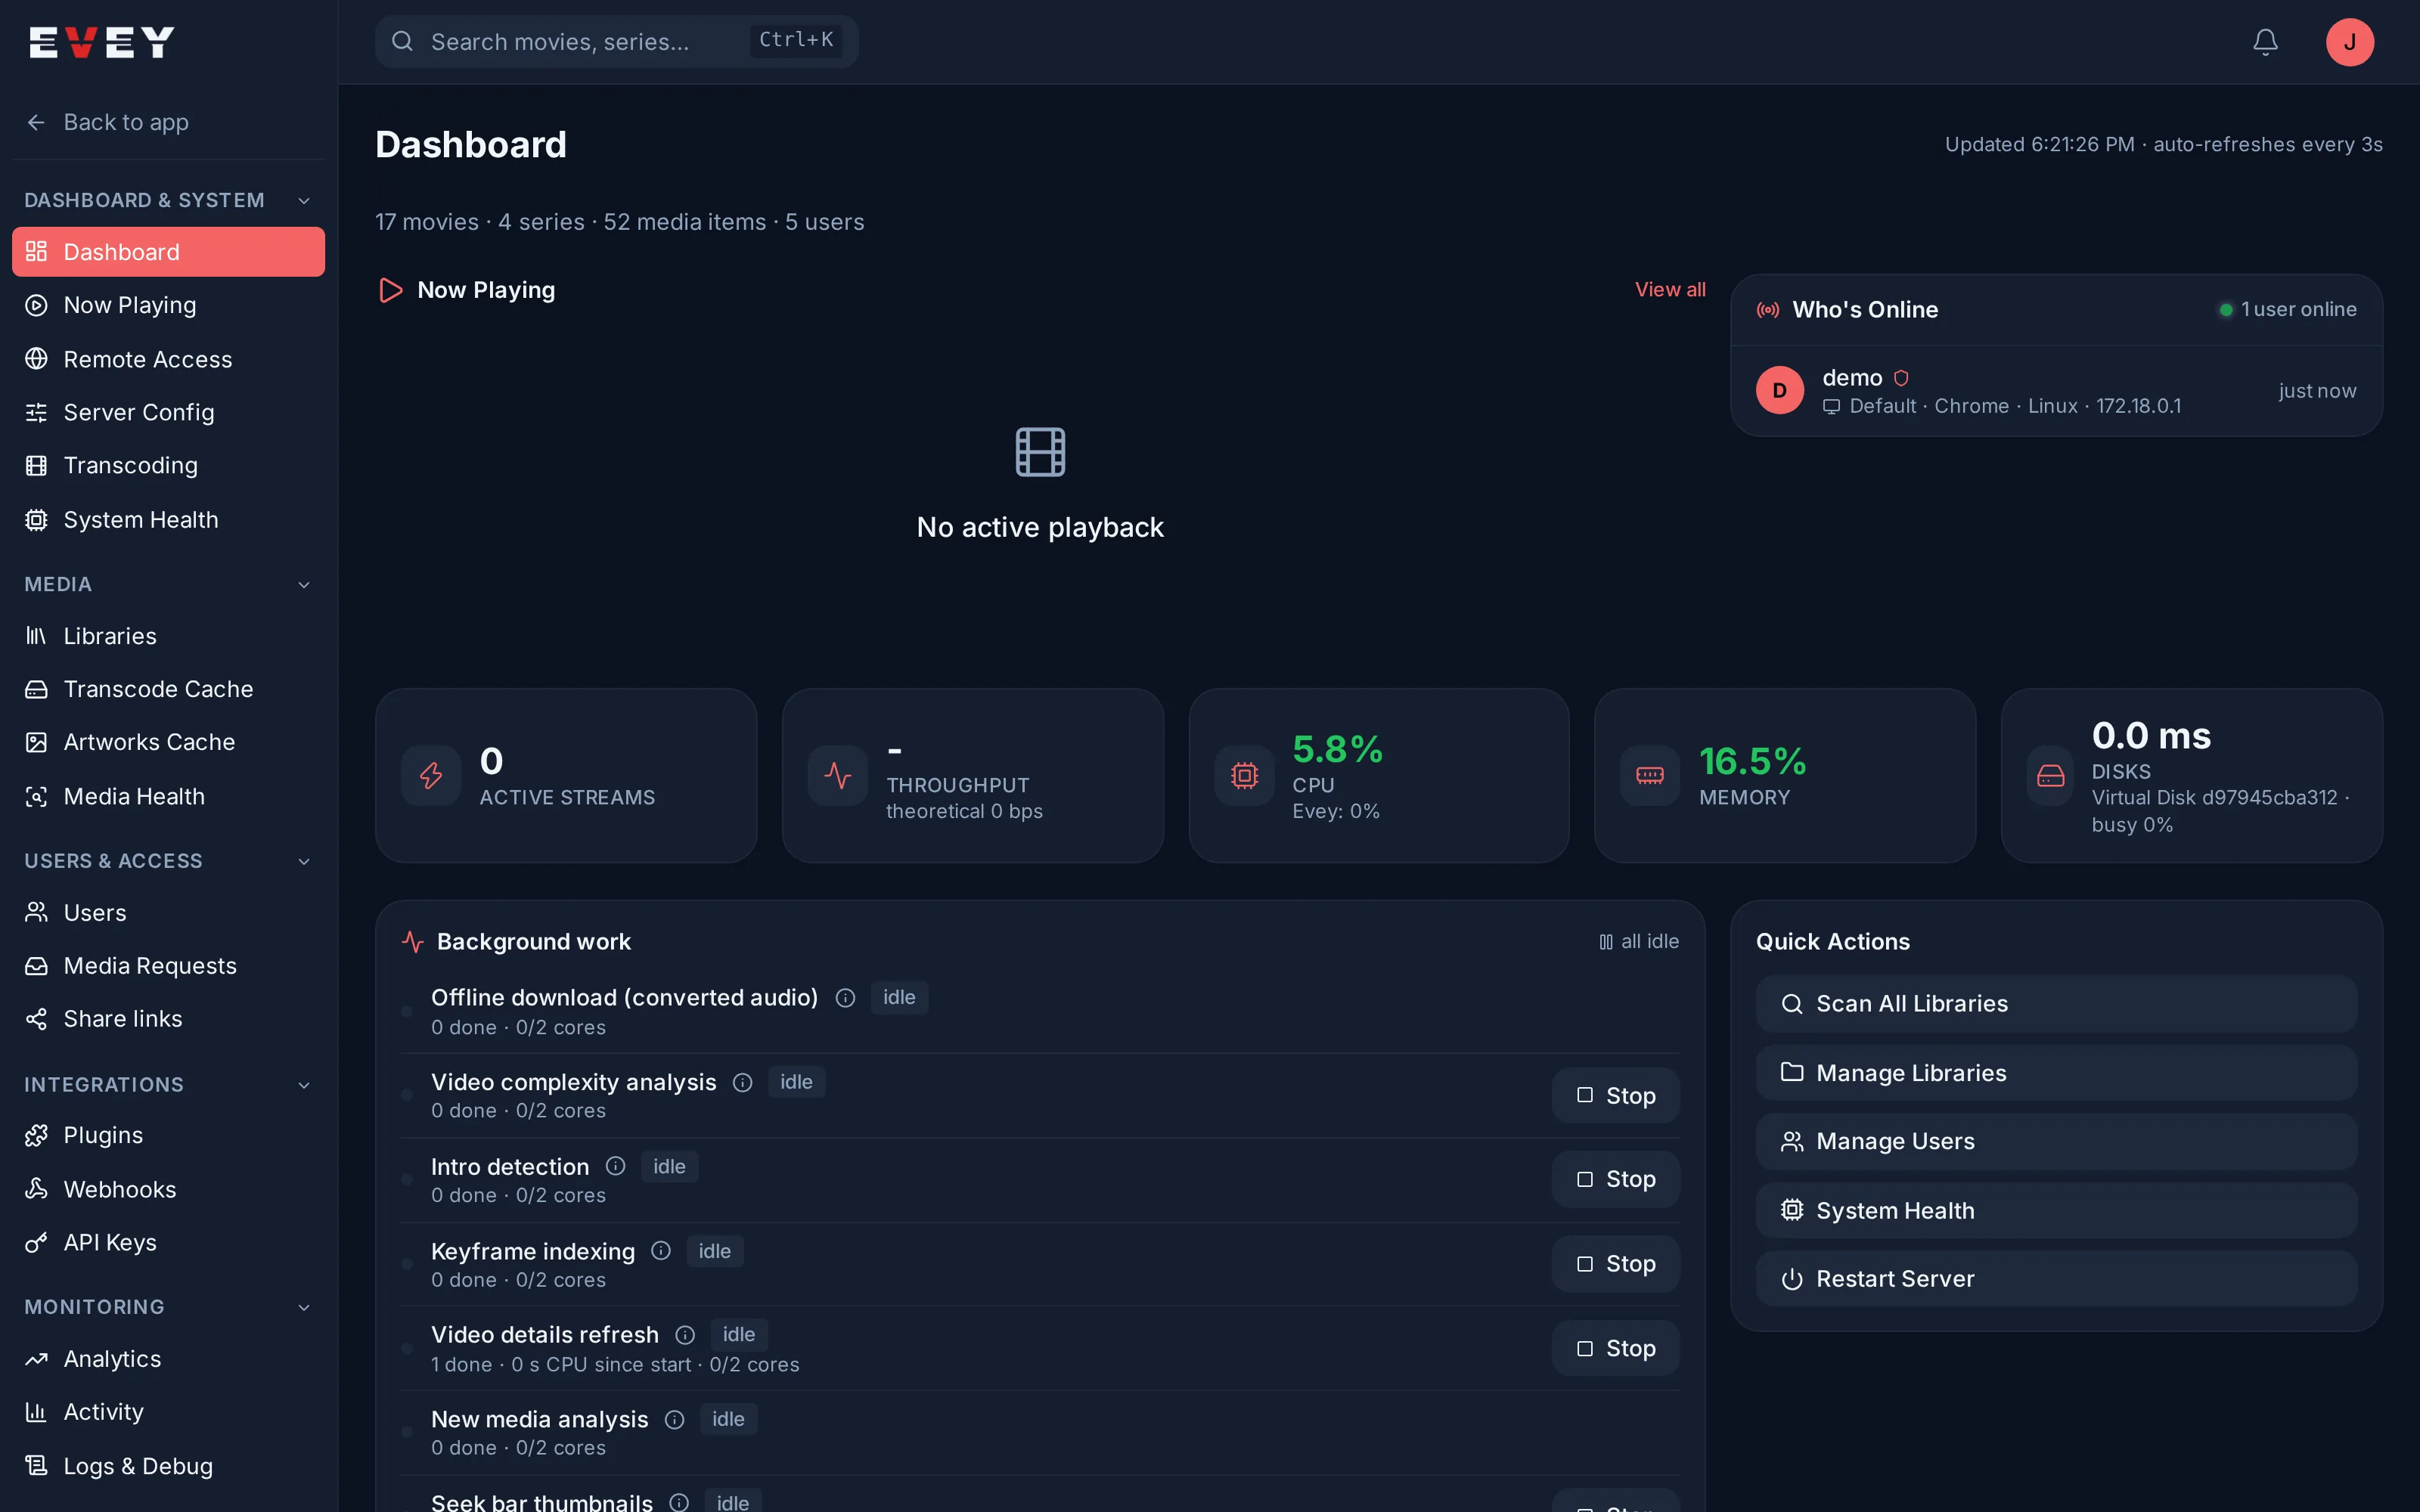 EVEY
Search movies, series...
Ctrl+K
J
Back to app
DASHBOARD & SYSTEM
Dashboard
Now Playing
Remote Access
Server Config
Transcoding
System Health
MEDIA
Libraries
Transcode Cache
Artworks Cache
Media Health
USERS & ACCESS
Users
Media Requests
Share links
INTEGRATIONS
Plugins
Webhooks
API Keys
MONITORING
Analytics
Activity
Logs & Debug
Dashboard
Updated 6:21:26 PM · auto-refreshes every 3s
17 movies · 4 series · 52 media items · 5 users
Now Playing
View all
No active playback
Who's Online
1 user online
D
demo
Default · Chrome · Linux · 172.18.0.1
just now
0
ACTIVE STREAMS
-
THROUGHPUT
theoretical 0 bps
5.8%
CPU
Evey: 0%
16.5%
MEMORY
0.0 ms
DISKS
Virtual Disk d97945cba312 ·
busy 0%
Background work
all idle
Offline download (converted audio)
idle
0 done · 0/2 cores
Video complexity analysis
idle
0 done · 0/2 cores
Stop
Intro detection
idle
0 done · 0/2 cores
Stop
Keyframe indexing
idle
0 done · 0/2 cores
Stop
Video details refresh
idle
1 done · 0 s CPU since start · 0/2 cores
Stop
New media analysis
idle
0 done · 0/2 cores
Seek bar thumbnails
idle
Stop
Quick Actions
Scan All Libraries
Manage Libraries
Manage Users
System Health
Restart Server